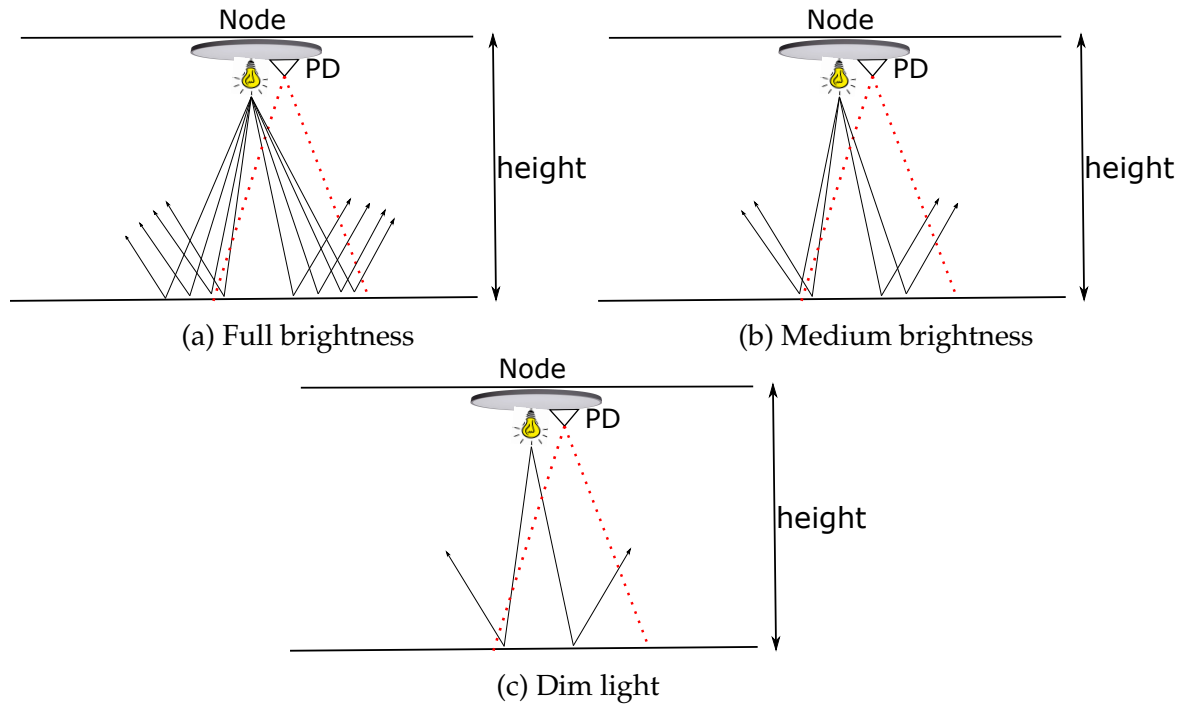 Node
PD
height
(a) Full brightness
Node
PD
height
(b) Medium brightness
Node
PD
height
(c) Dim light